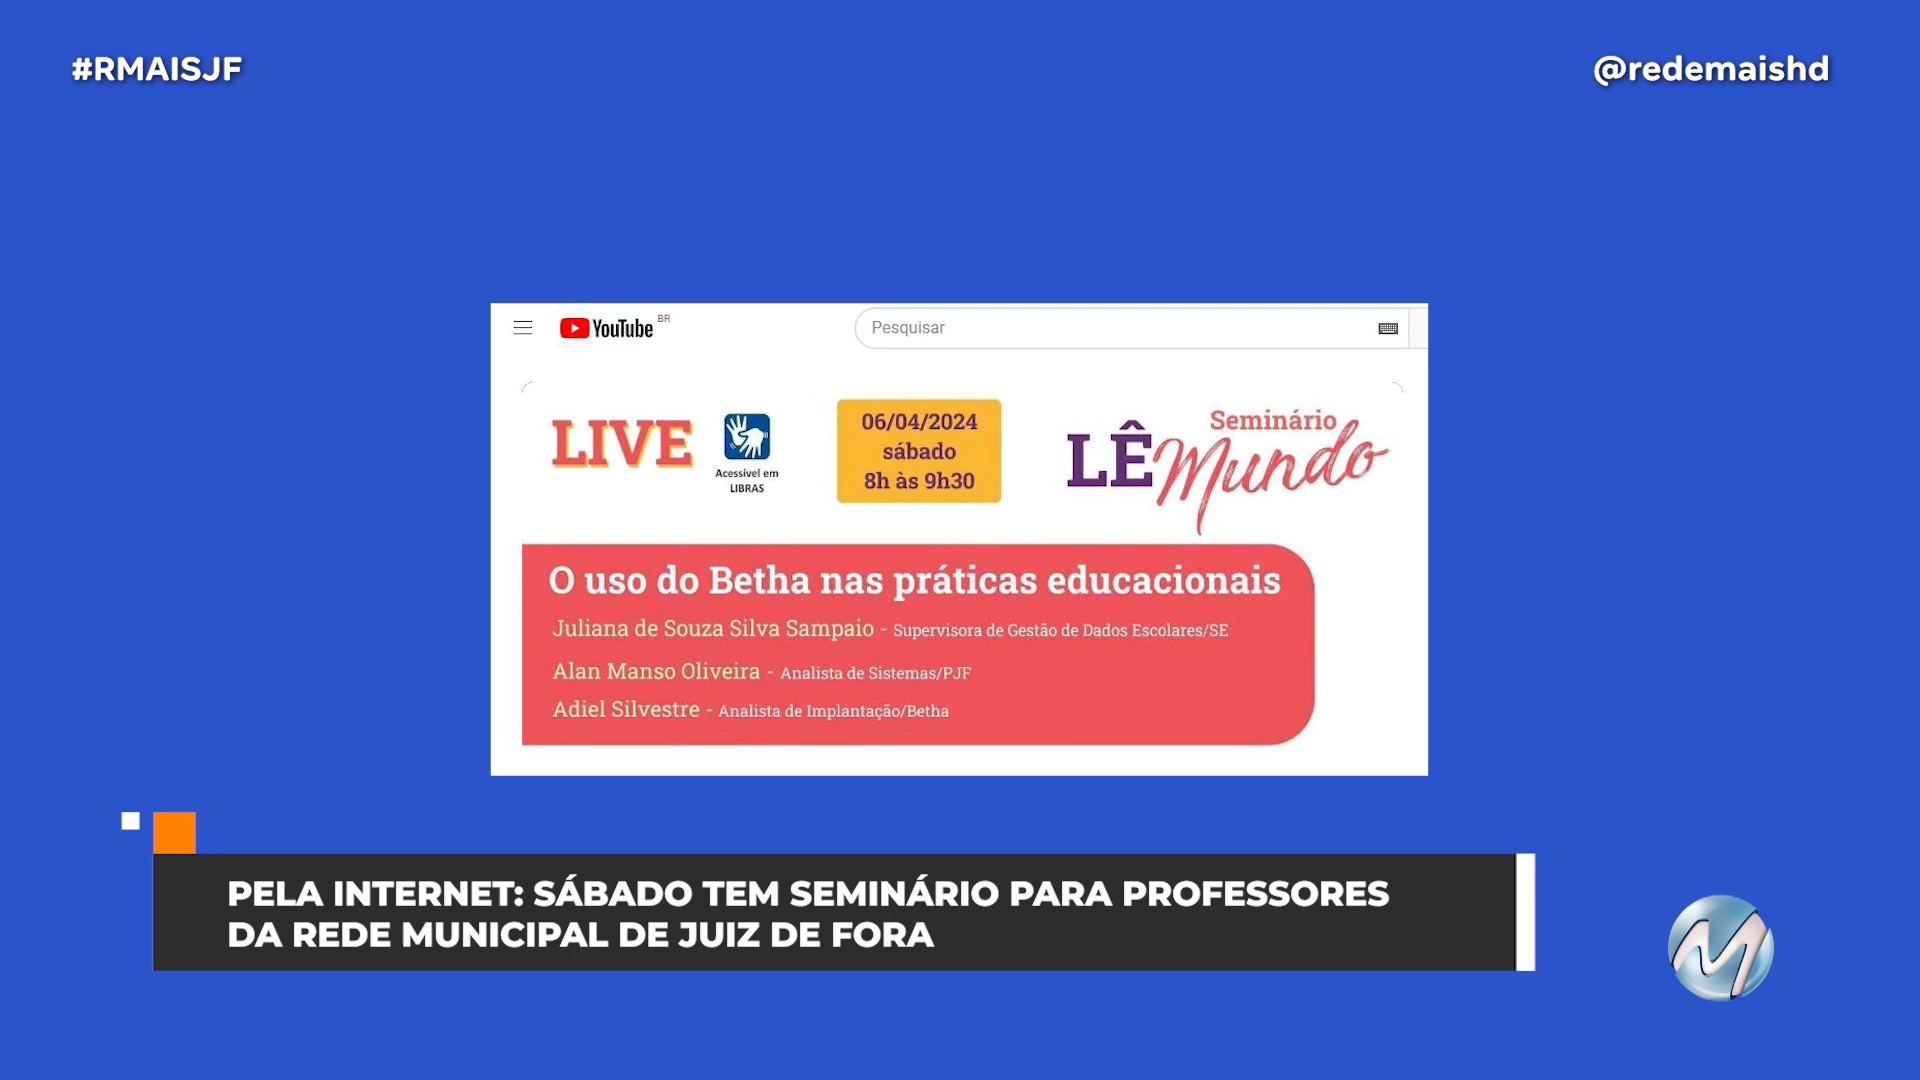 #RMAISJF
@redemaishd
YouTube BR
Pesquisar
LIVE
Acessível em
LIBRAS
06/04/2024
sábado
8h às 9h30
Seminário
LÊ Mundo
O uso do Betha nas práticas educacionais
Juliana de Souza Silva Sampaio - Supervisora de Gestão de Dados Escolares/SE
Alan Manso Oliveira - Analista de Sistemas/PJF
Adiel Silvestre - Analista de Implantação/Betha
PELA INTERNET: SÁBADO TEM SEMINÁRIO PARA PROFESSORES
DA REDE MUNICIPAL DE JUIZ DE FORA
M